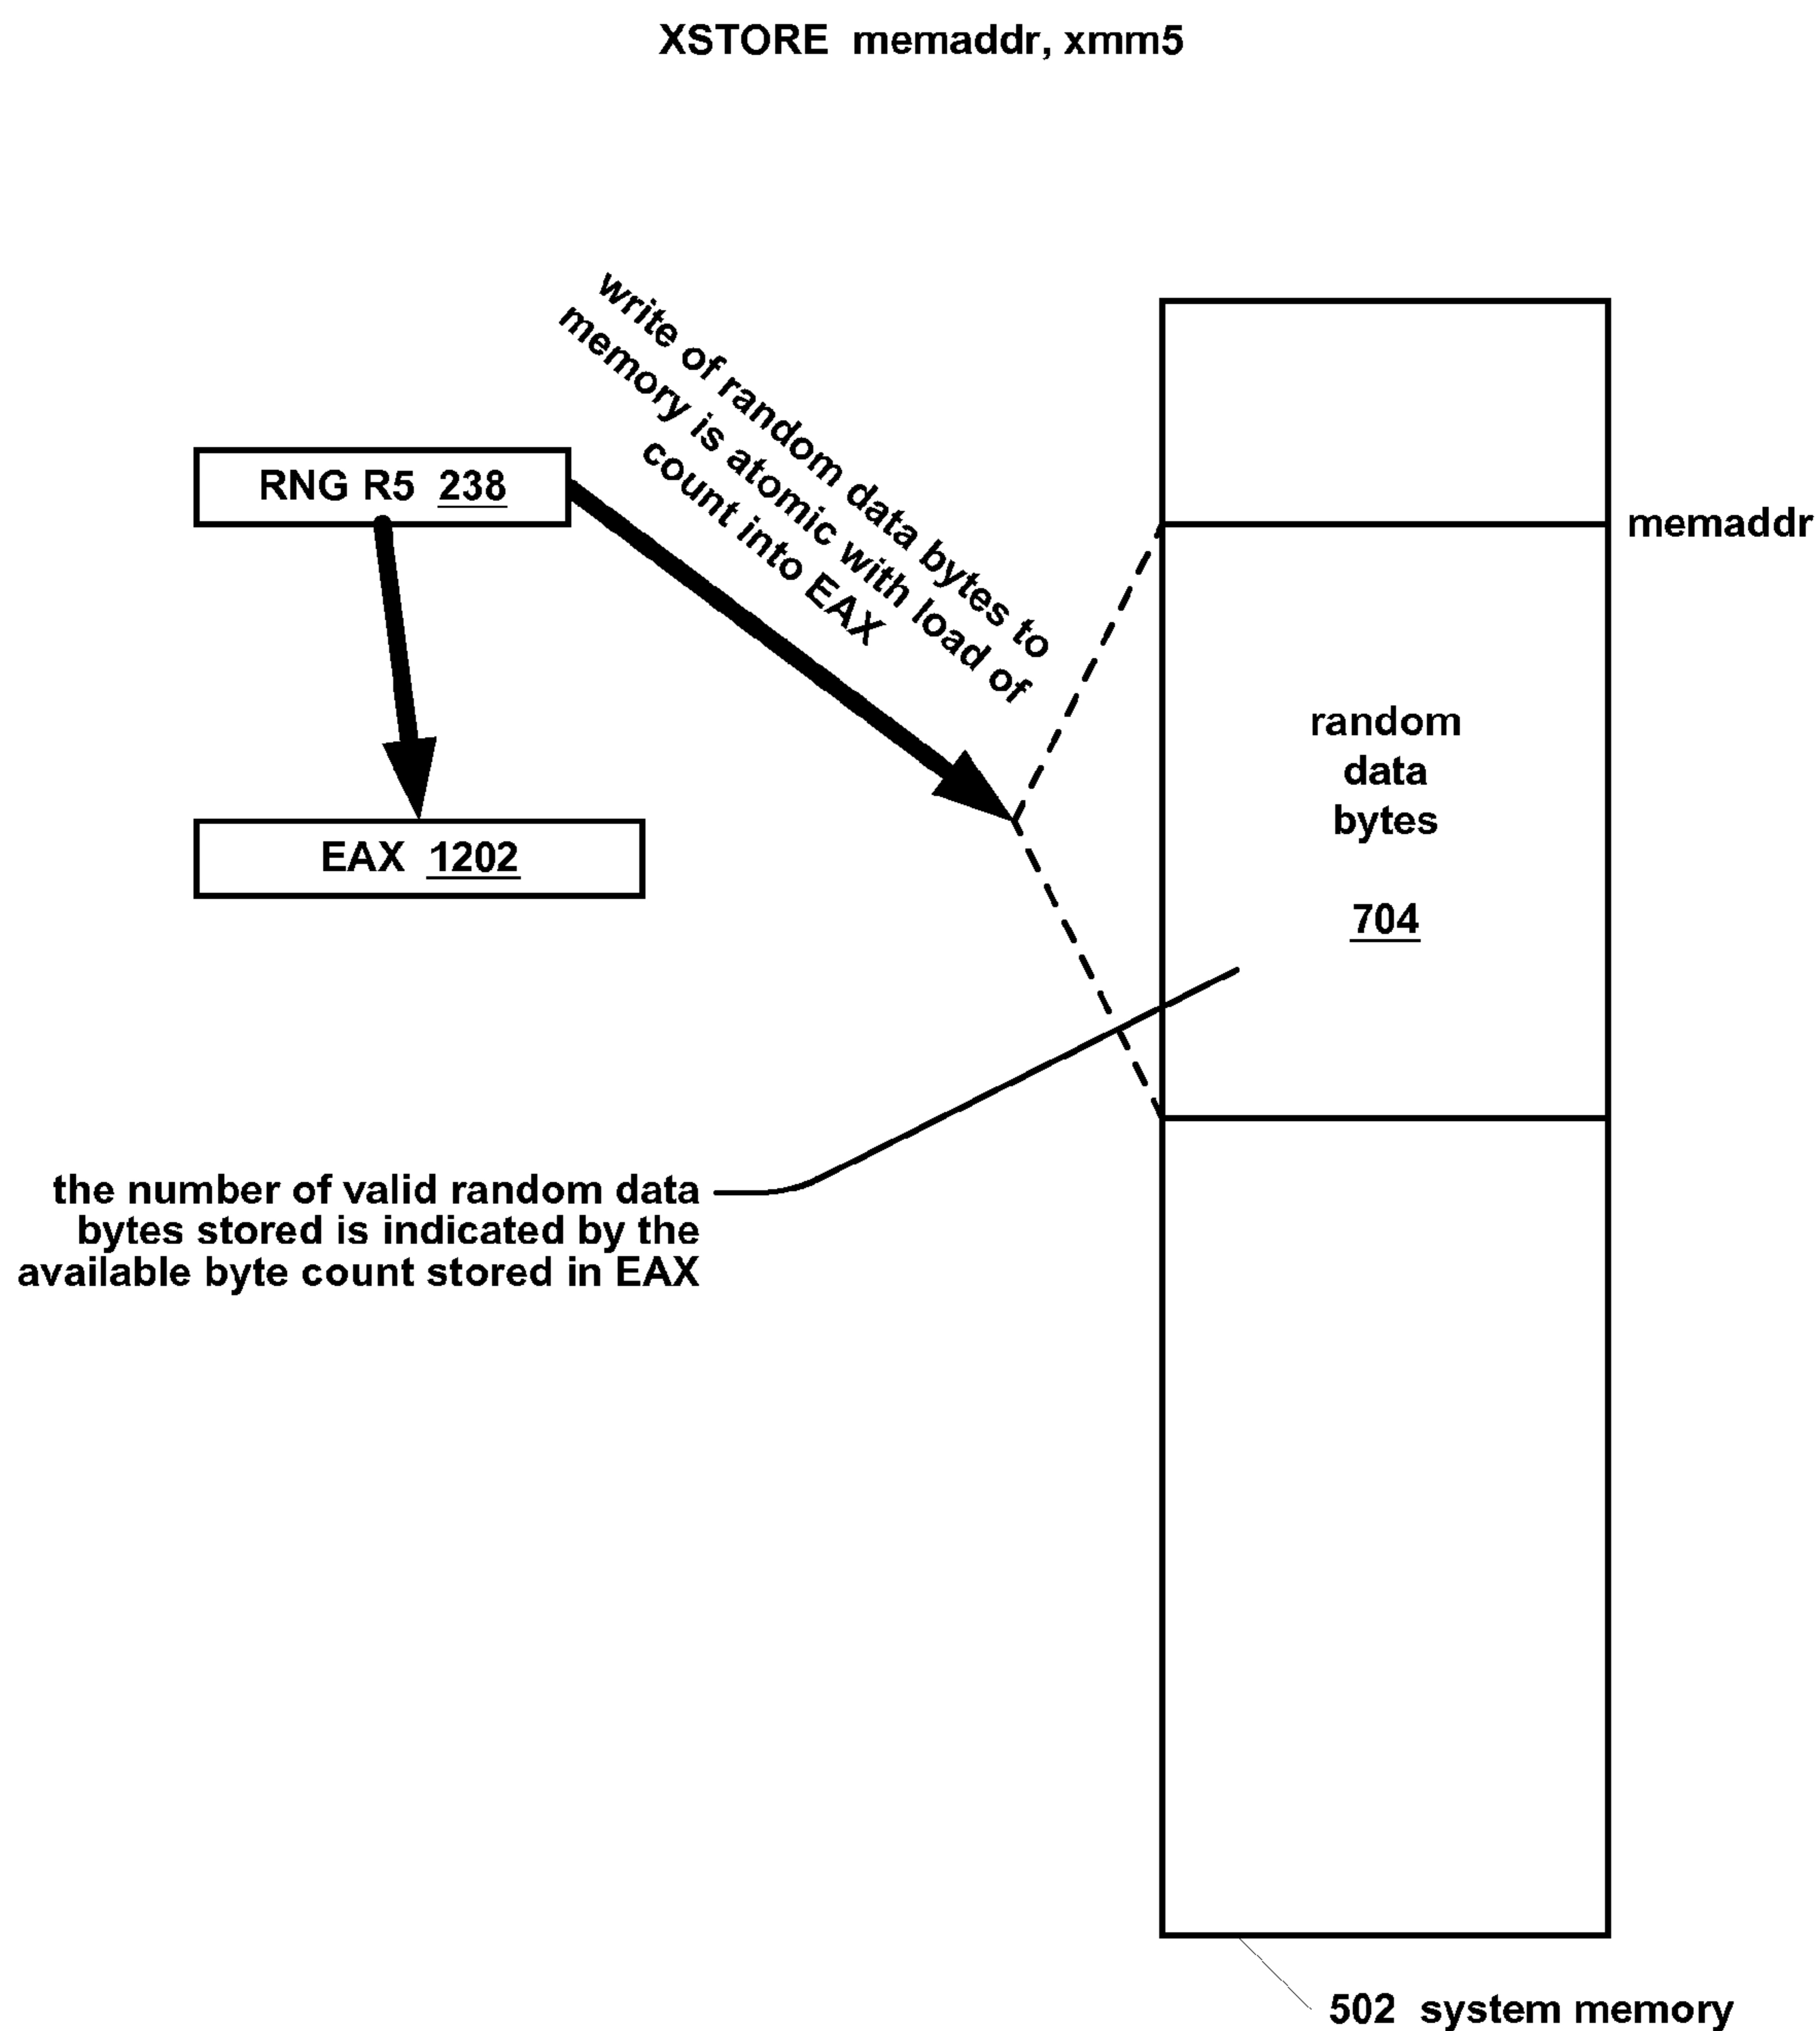 XSTORE memaddr, xmm5
write of random data bytes to
memory is atomic with load of
count into EAX
RNG R5 238
memaddr
random
data
bytes
704
EAX 1202
the number of valid random data
bytes stored is indicated by the
available byte count stored in EAX
502 system memory